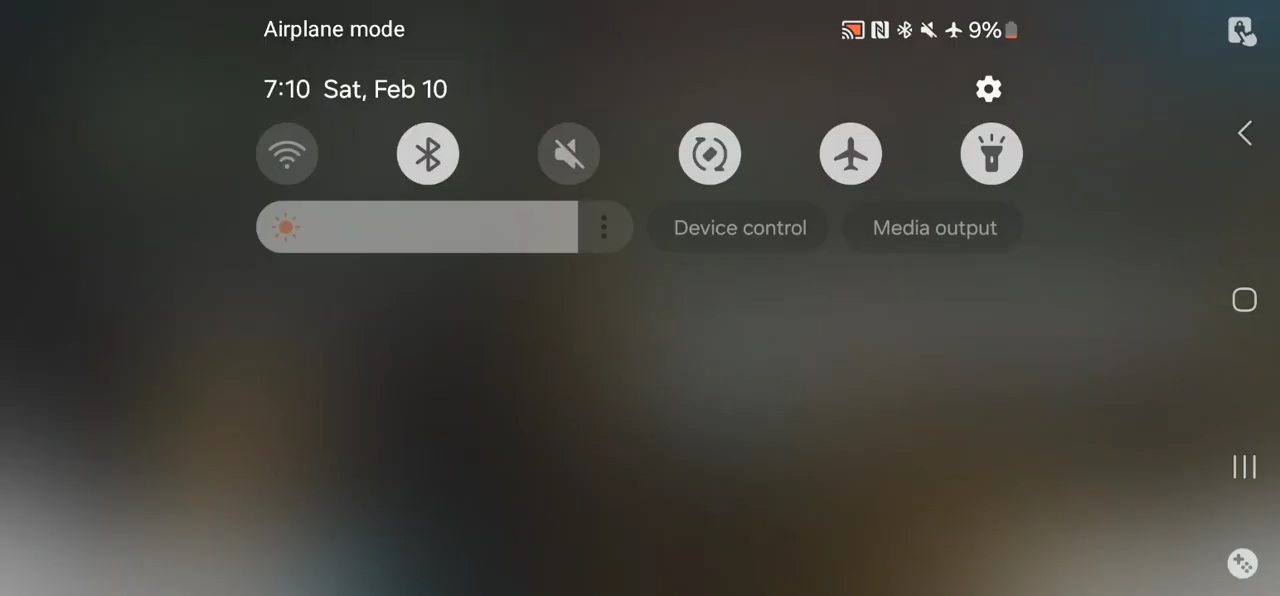 Airplane mode
9%
7:10 Sat, Feb 10
Device control
Media output